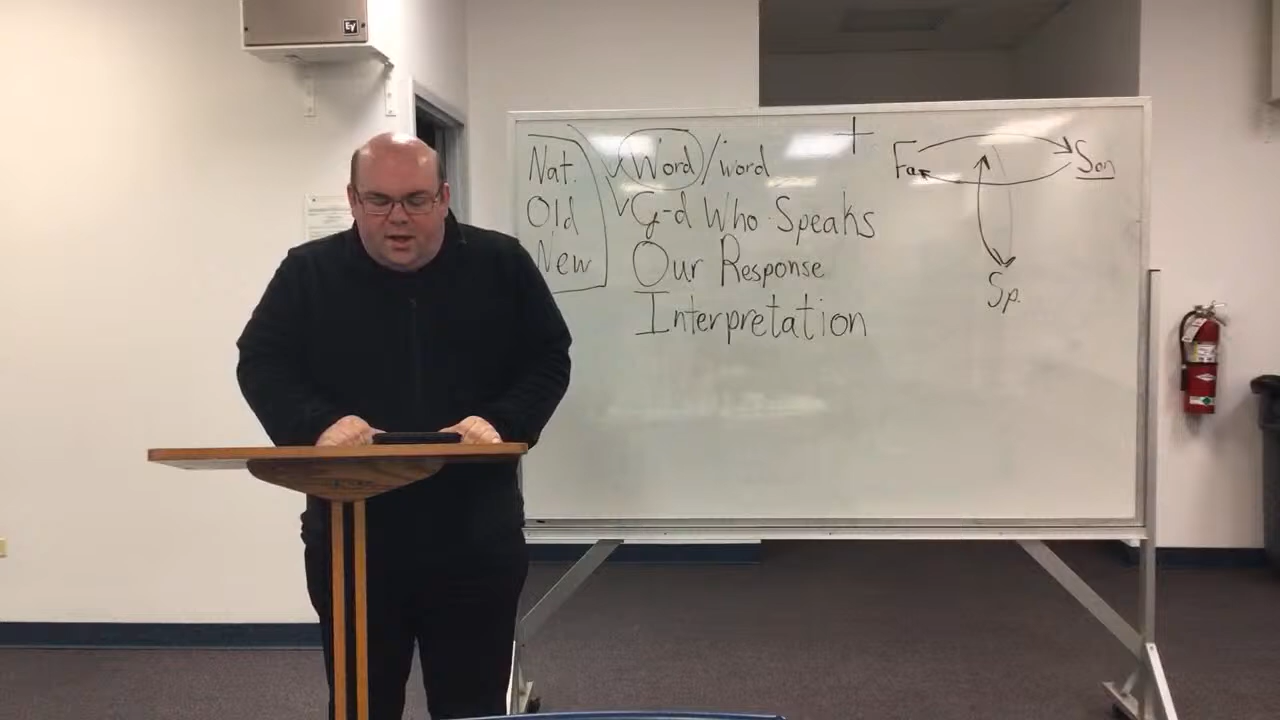 EV
Nat.
Old
New
Word/word
G-d Who Speaks
Our Response
Interpretation
+
Fa
Son
Sp.